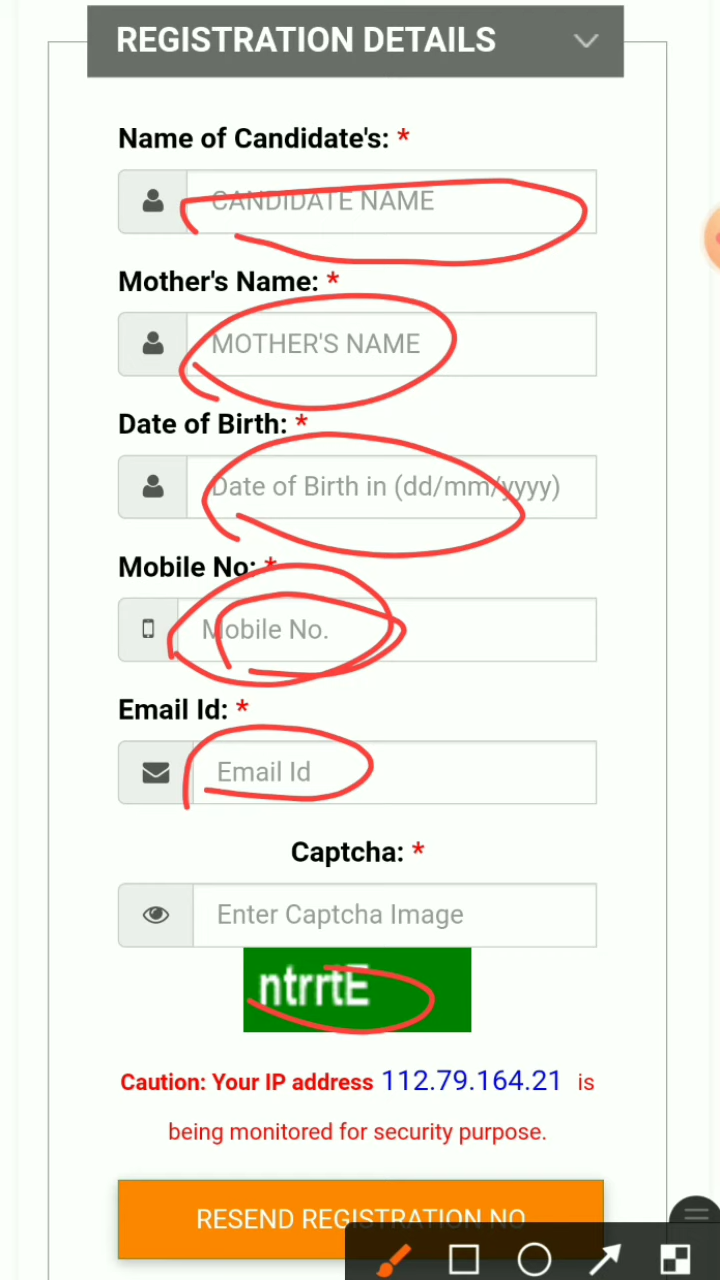 REGISTRATION DETAILS
Name of Candidate's: *
CANDIDATE NAME
Mother's Name: *
MOTHER'S NAME
Date of Birth: *
Date of Birth in (dd/mm/yyyy)
Mobile No: *
Mobile No.
Email Id: *
Email Id
Captcha: *
Enter Captcha Image
ntrrtE
Caution: Your IP address 112.79.164.21 is
being monitored for security purpose.
RESEND REGISTRATION NO